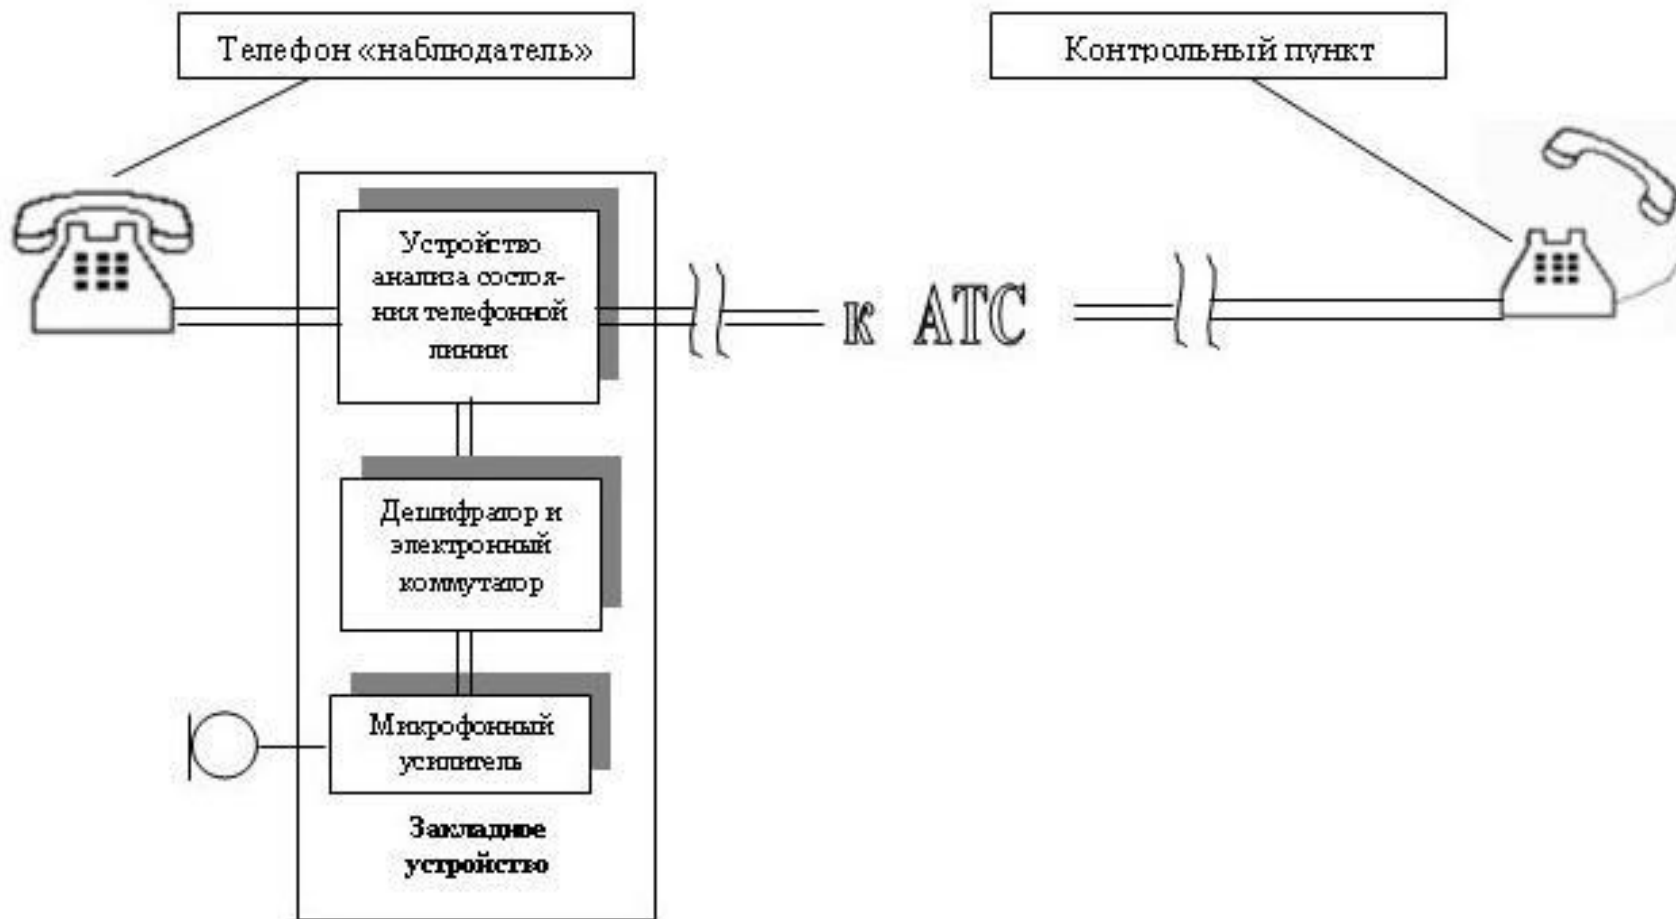 Телефон «наблюдатель»
Контрольный пункт
Устройство
анализа состоя-
ния телефонной
линии
к АТС
Дешифратор и
электронный
коммутатор
Микрофонный
усилитель
Закладное
устройство